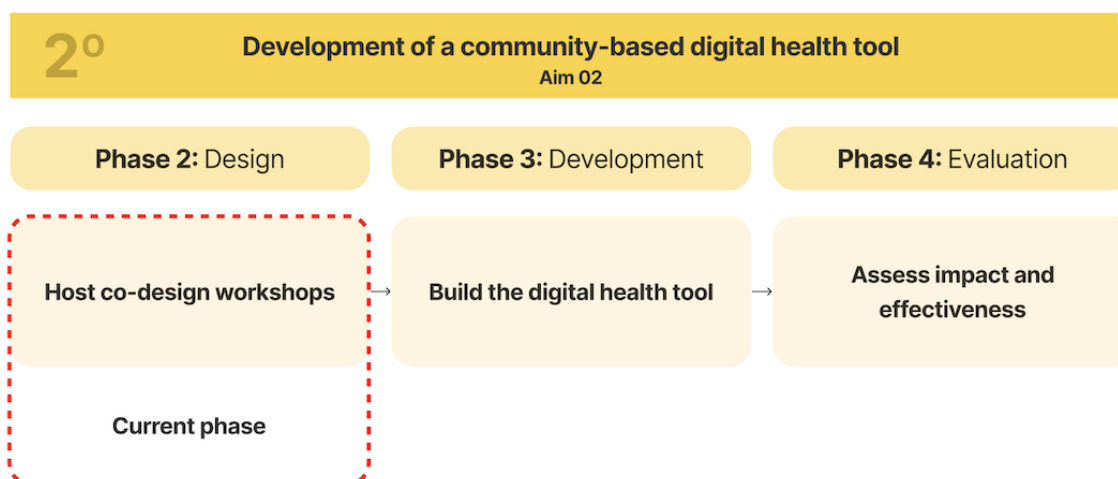 2º
Development of a community-based digital health tool
Aim 02
Phase 2: Design
Phase 3: Development
Phase 4: Evaluation
Host co-design workshops
Build the digital health tool
Assess impact and
effectiveness
Current phase